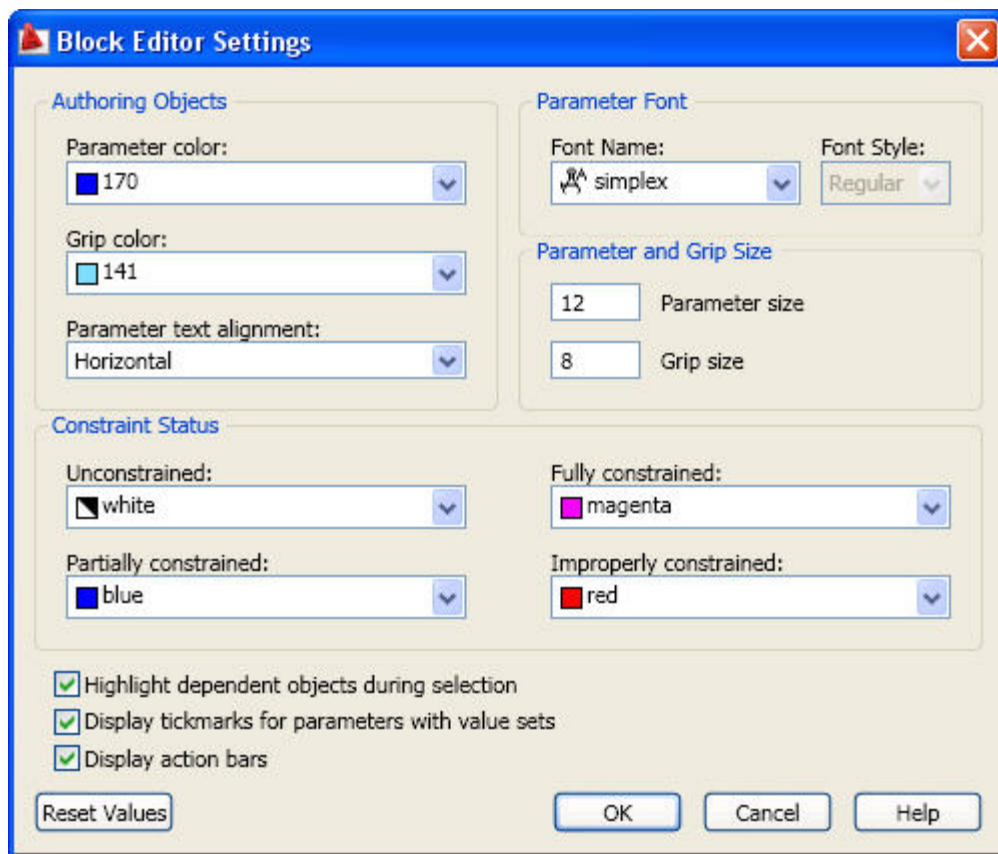 Block Editor Settings
Authoring Objects
Parameter color:
170
Grip color:
141
Parameter text alignment:
Horizontal
Parameter Font
Font Name:
simplex
Font Style:
Regular
Parameter and Grip Size
12 Parameter size
8 Grip size
Constraint Status
Unconstrained:
white
Fully constrained:
magenta
Partially constrained:
blue
Improperly constrained:
red
Highlight dependent objects during selection
Display tickmarks for parameters with value sets
Display action bars
Reset Values OK Cancel Help